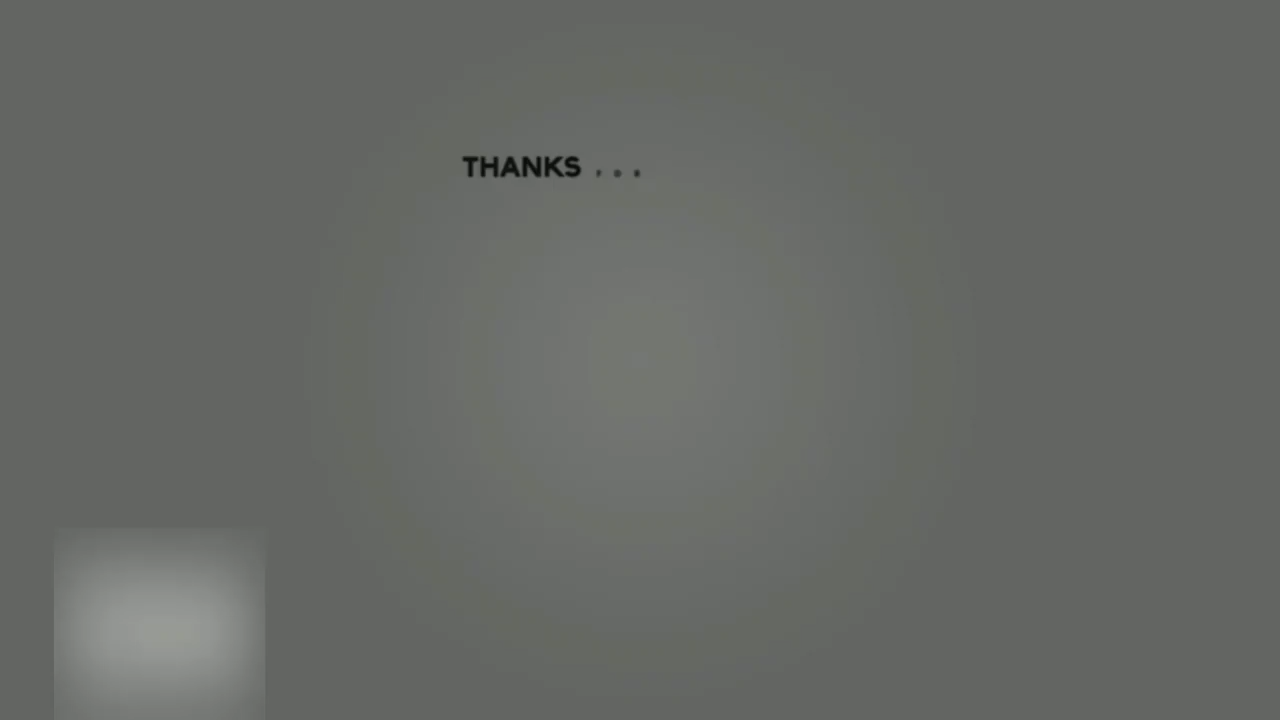 THANKS . . .